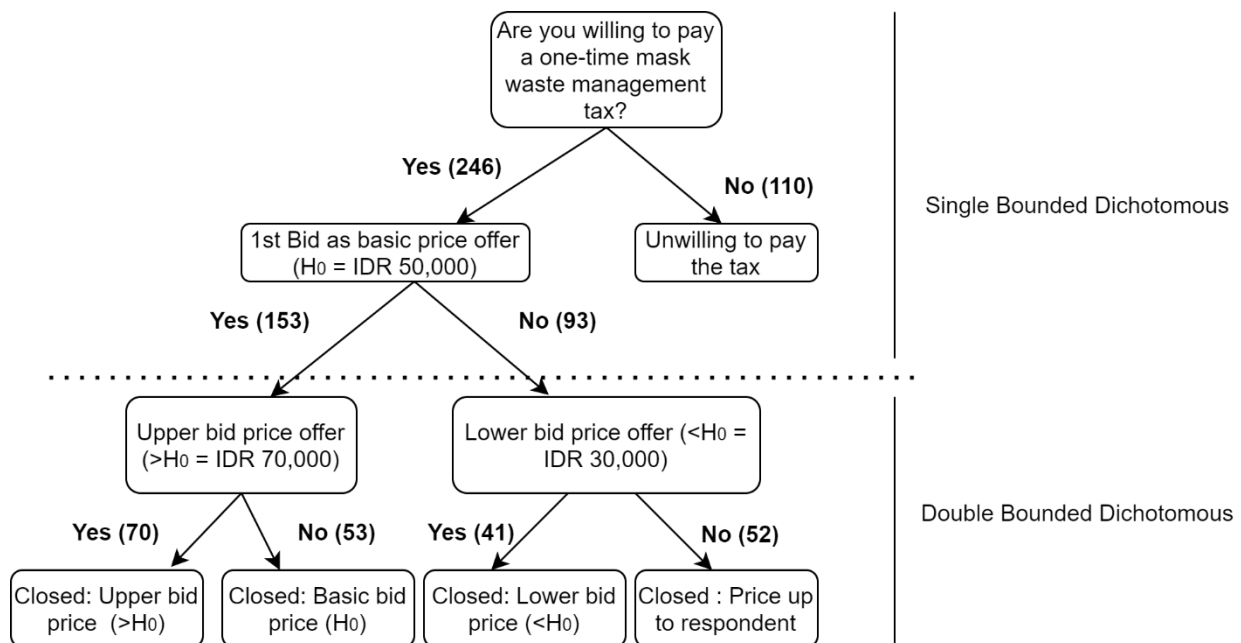 Are you willing to pay
a one-time mask
waste management
tax?
Yes (246)
No (110)
Single Bounded Dichotomous
1st Bid as basic price offer
(H0 = IDR 50,000)
Unwilling to pay
the tax
Yes (153)
No (93)
Upper bid price offer
(>H0 = IDR 70,000)
Lower bid price offer (<H0 =
IDR 30,000)
Double Bounded Dichotomous
Yes (70)
No (53)
Yes (41)
No (52)
Closed: Upper bid
price (>H0)
Closed: Basic bid
price (H0)
Closed: Lower bid
price (<H0)
Closed : Price up
to respondent